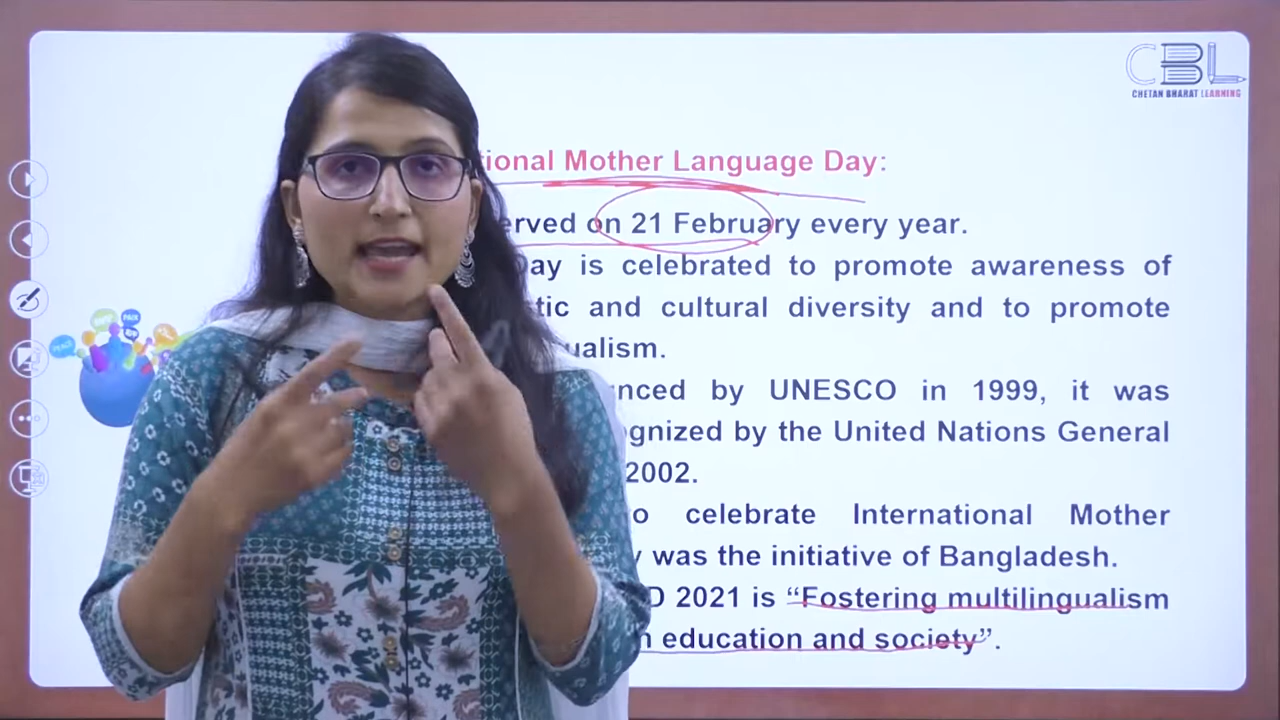 CBL
CHETAN BHARAT LEARNING
tional Mother Language Day:
erved on 21 February every year.
ay is celebrated to promote awareness of
tic and cultural diversity and to promote
ualism.
nced by UNESCO in 1999, it was
gnized by the United Nations General
2002.
o celebrate International Mother
y was the initiative of Bangladesh.
D 2021 is “Fostering multilingualism
n education and society”.